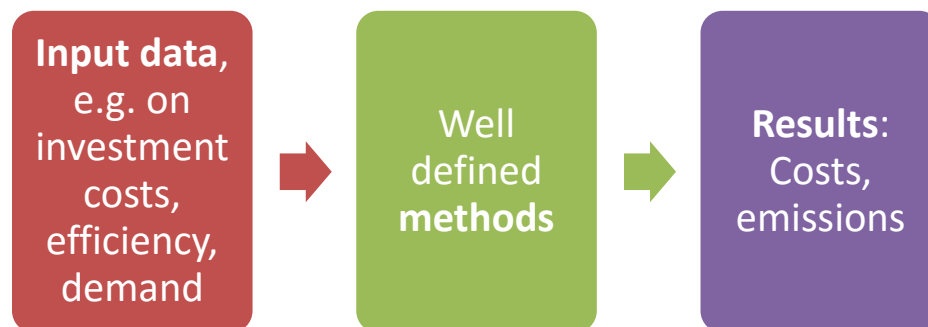 Input data,
e.g. on
investment
costs,
efficiency,
demand
Well
defined
methods
Results:
Costs,
emissions